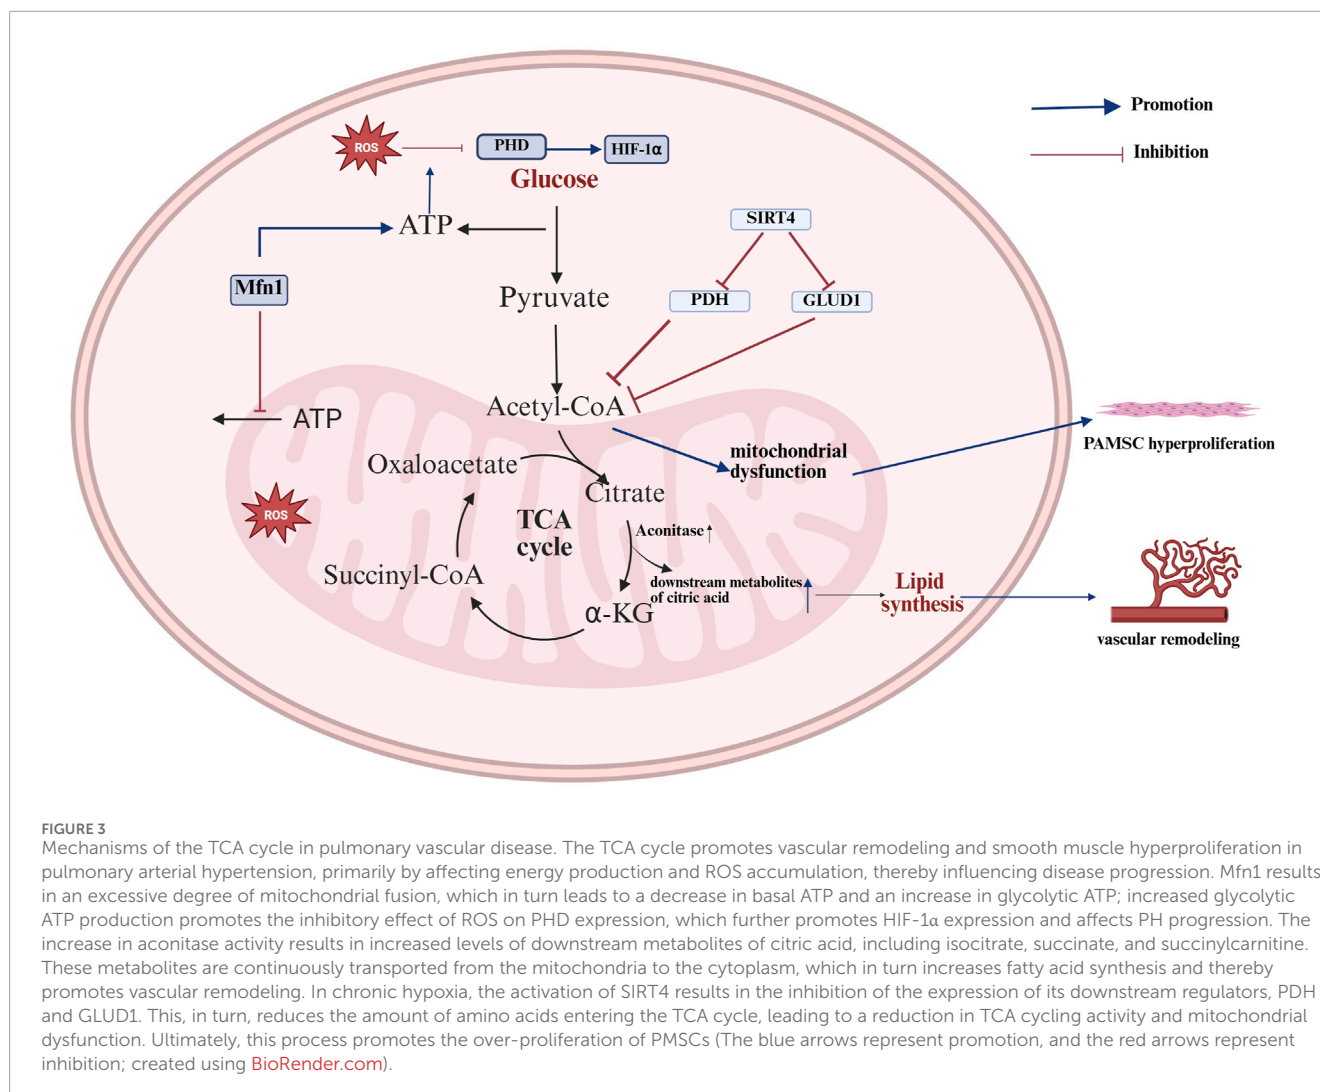 Promotion
Inhibition
ROS
PHD
HIF-1α
Glucose
ATP
SIRT4
Mfn1
Pyruvate
PDH
GLUD1
Acetyl-CoA
ATP
PAMSC hyperproliferation
mitochondrial
dysfunction
Oxaloacetate
Citrate
ROS
TCA
cycle
Aconitase
Succinyl-CoA
downstream metabolites
of citric acid
Lipid
synthesis
α-KG
vascular remodeling
FIGURE 3
Mechanisms of the TCA cycle in pulmonary vascular disease. The TCA cycle promotes vascular remodeling and smooth muscle hyperproliferation in
pulmonary arterial hypertension, primarily by affecting energy production and ROS accumulation, thereby influencing disease progression. Mfn1 results
in an excessive degree of mitochondrial fusion, which in turn leads to a decrease in basal ATP and an increase in glycolytic ATP; increased glycolytic
ATP production promotes the inhibitory effect of ROS on PHD expression, which further promotes HIF-1α expression and affects PH progression. The
increase in aconitase activity results in increased levels of downstream metabolites of citric acid, including isocitrate, succinate, and succinylcarnitine.
These metabolites are continuously transported from the mitochondria to the cytoplasm, which in turn increases fatty acid synthesis and thereby
promotes vascular remodeling. In chronic hypoxia, the activation of SIRT4 results in the inhibition of the expression of its downstream regulators, PDH
and GLUD1. This, in turn, reduces the amount of amino acids entering the TCA cycle, leading to a reduction in TCA cycling activity and mitochondrial
dysfunction. Ultimately, this process promotes the over-proliferation of PMSCs (The blue arrows represent promotion, and the red arrows represent
inhibition; created using BioRender.com).